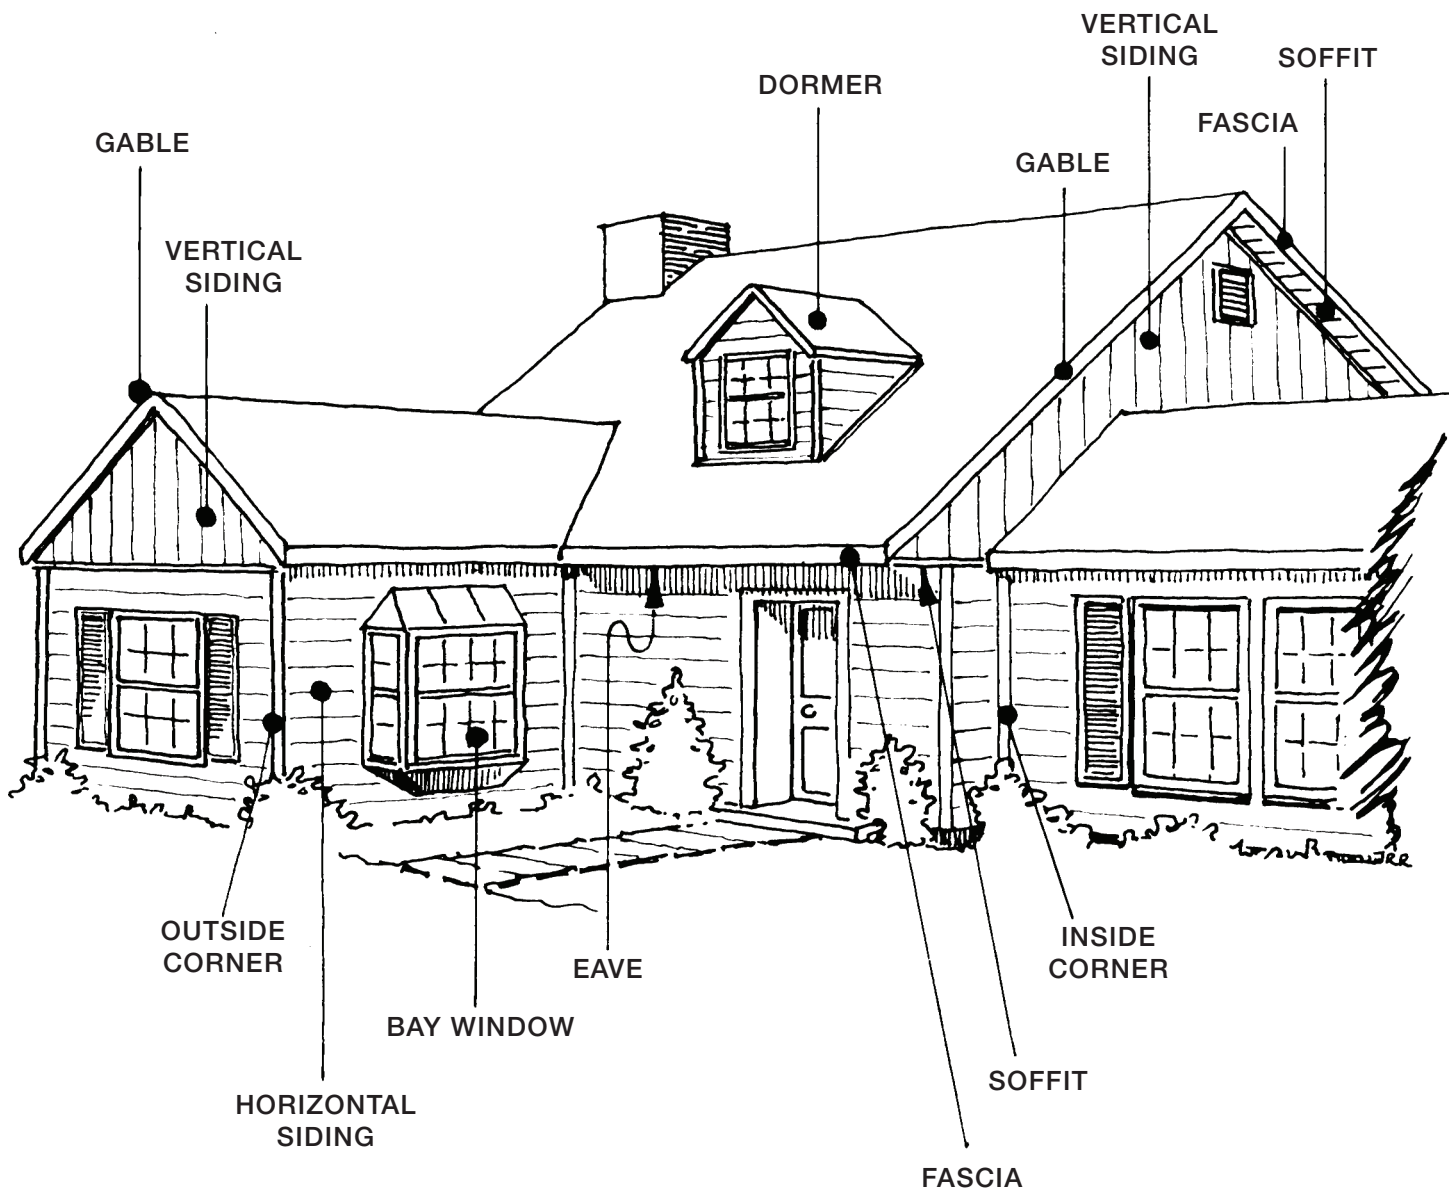 VERTICAL
SIDING
SOFFIT
DORMER
FASCIA
GABLE
GABLE
VERTICAL
SIDING
OUTSIDE
CORNER
EAVE
INSIDE
CORNER
BAY WINDOW
SOFFIT
HORIZONTAL
SIDING
FASCIA